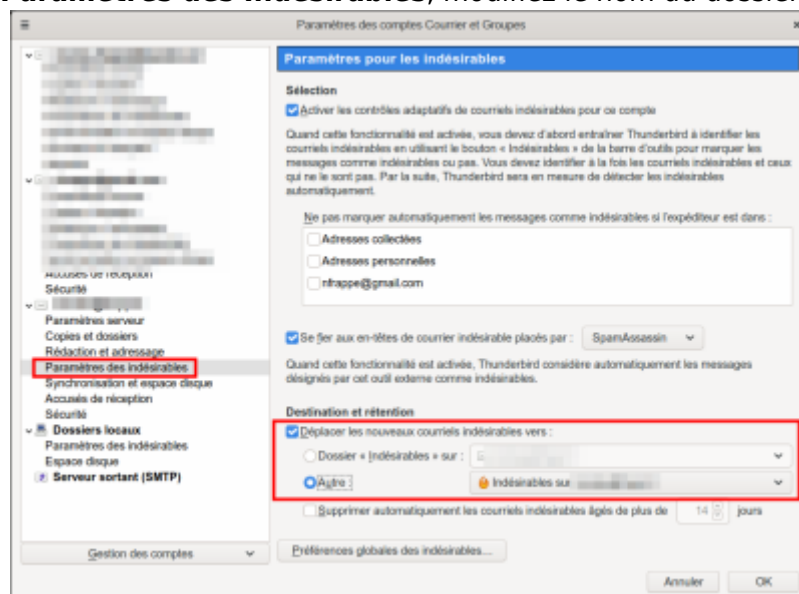 Paramètres des indésirables, modifiez le nom du dossier
Paramètres des comptes Courrier et Groupes
Paramètres pour les indésirables
Sélection
Activer les contrôles adaptatifs de courriels indésirables pour ce compte
Quand cette fonctionnalité est activée, vous devez d'abord entraîner Thunderbird à identifier les
courriels indésirables en utilisant le bouton « Indésirables » de la barre d'outils pour marquer les
messages comme indésirables ou pas. Vous devez identifier à la fois les courriels indésirables et ceux
qui ne le sont pas. Par la suite, Thunderbird sera en mesure de détecter les indésirables
automatiquement.
Ne pas marquer automatiquement les messages comme indésirables si l'expéditeur est dans :
Adresses collectées
Adresses personnelles
nfrappe@gmail.com
Accusés de réception
Sécurité
Paramètres serveur
Copies et dossiers
Rédaction et adressage
Paramètres des indésirables
Synchronisation et espace disque
Accusés de réception
Sécurité
Dossiers locaux
Paramètres des indésirables
Espace disque
Serveur sortant (SMTP)
Gestion des comptes
Se fier aux en-têtes de courrier indésirable placés par : SpamAssassin
Quand cette fonctionnalité est activée, Thunderbird considère automatiquement les messages
désignés par cet outil externe comme indésirables.
Destination et rétention
Déplacer les nouveaux courriels indésirables vers :
Dossier « Indésirables » sur :
Autre : Indésirables sur
Supprimer automatiquement les courriels indésirables âgés de plus de 14 jours
Préférences globales des indésirables...
Annuler OK